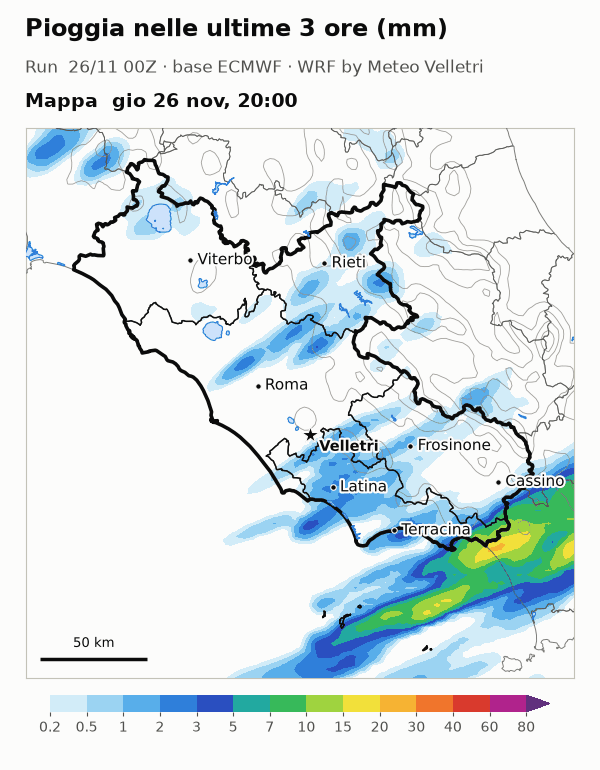 Pioggia nelle ultime 3 ore (mm)
Run 26/11 00Z · base ECMWF · WRF by Meteo Velletri
Mappa gio 26 nov, 20:00
Viterbo
Rieti
Roma
Velletri
Frosinone
Cassino
Latina
Terracina
50 km
0.2 0.5 1 2 3 5 7 10 15 20 30 40 60 80